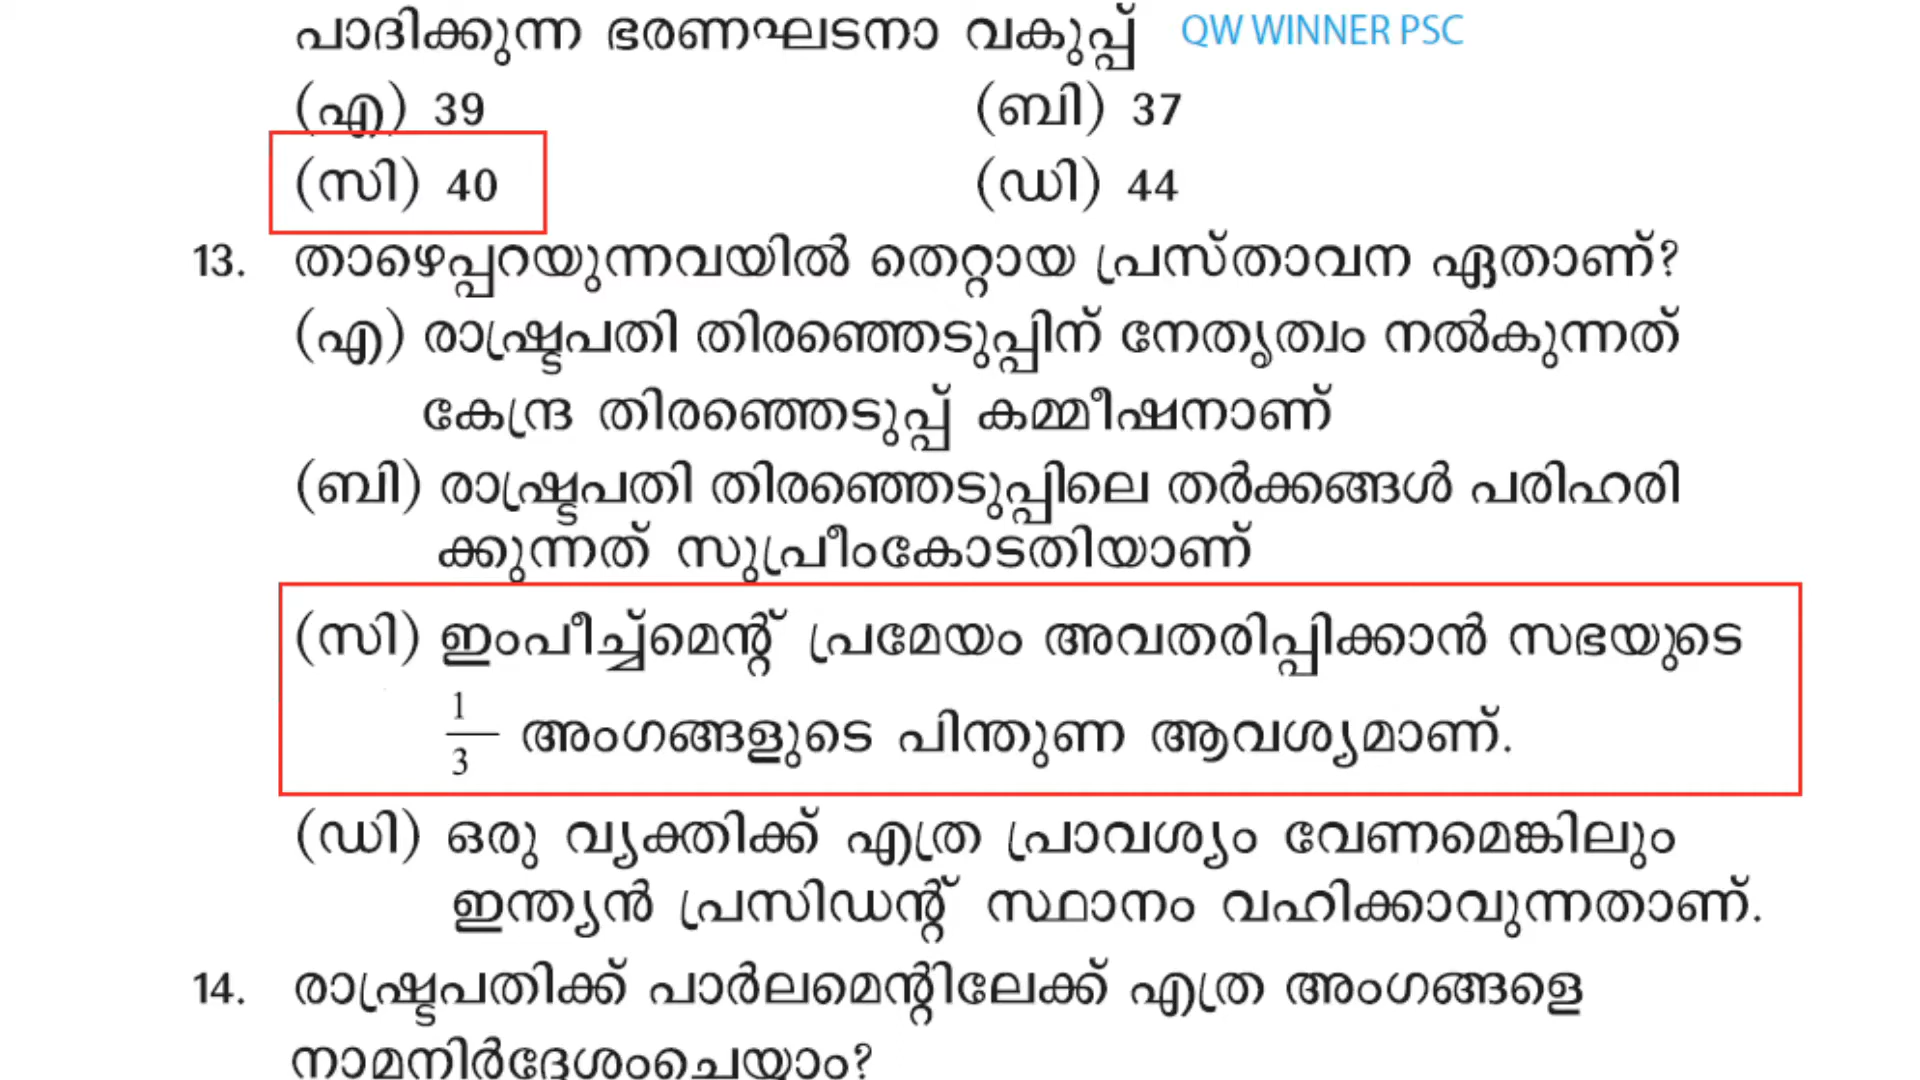 പാദിക്കുന്ന ഭരണഘടനാ വകുപ്പ് QW WINNER PSC
(എ) 39 (ബി) 37
(സി) 40 (ഡി) 44
13. താഴെപ്പറയുന്നവയിൽ തെറ്റായ പ്രസ്താവന ഏതാണ്?
(എ) രാഷ്ട്രപതി തിരഞ്ഞെടുപ്പിന് നേതൃത്വം നൽകുന്നത്
കേന്ദ്ര തിരഞ്ഞെടുപ്പ് കമ്മീഷനാണ്
(ബി) രാഷ്ട്രപതി തിരഞ്ഞെടുപ്പിലെ തർക്കങ്ങൾ പരിഹരി
ക്കുന്നത് സുപ്രീംകോടതിയാണ്
(സി) ഇംപീച്ച്മെന്റ് പ്രമേയം അവതരിപ്പിക്കാൻ സഭയുടെ
1/3 അംഗങ്ങളുടെ പിന്തുണ ആവശ്യമാണ്.
(ഡി) ഒരു വ്യക്തിക്ക് എത്ര പ്രാവശ്യം വേണമെങ്കിലും
ഇന്ത്യൻ പ്രസിഡന്റ് സ്ഥാനം വഹിക്കാവുന്നതാണ്.
14. രാഷ്ട്രപതിക്ക് പാർലമെന്റിലേക്ക് എത്ര അംഗങ്ങളെ
നാമനിർദ്ദേശംചെയ്യാം?